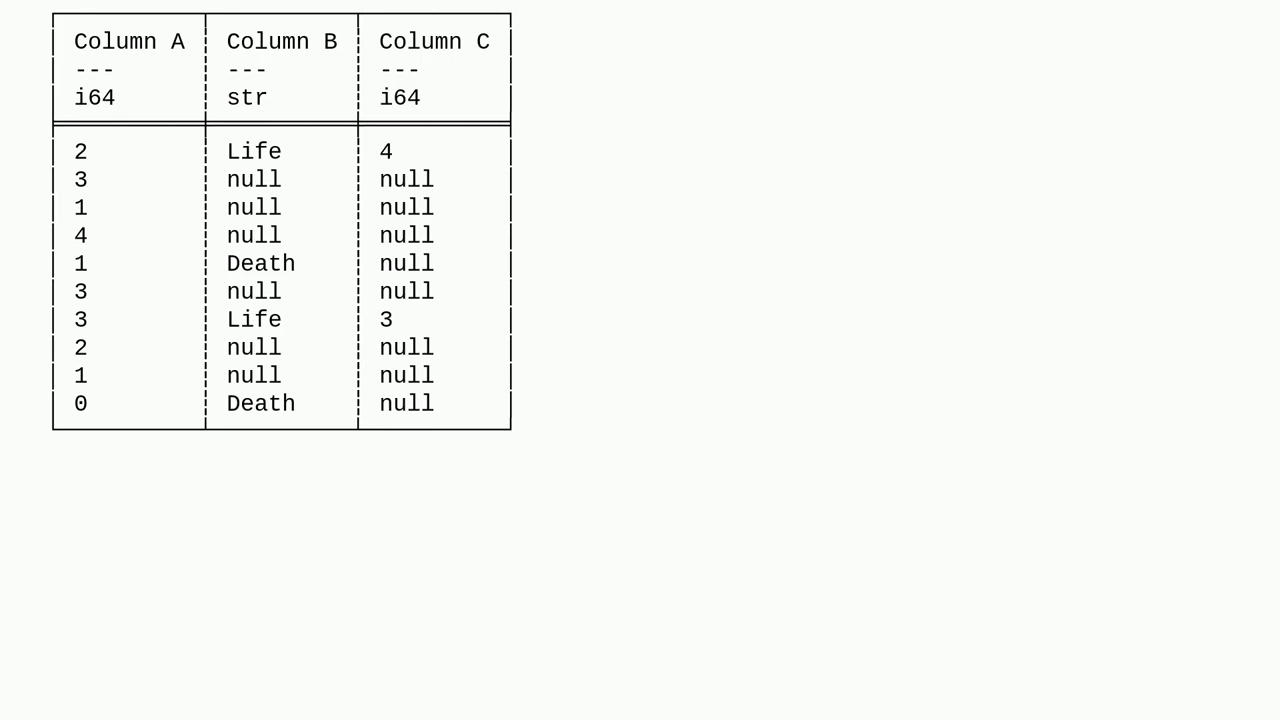 Column A Column B Column C
--- --- ---
i64 str i64
2 Life 4
3 null null
1 null null
4 null null
1 Death null
3 null null
3 Life 3
2 null null
1 null null
0 Death null